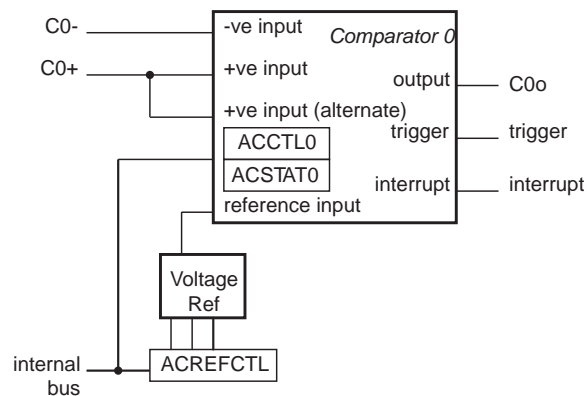 C0-
-ve input
Comparator 0
C0+
+ve input
output
C0o
+ve input (alternate)
ACCTL0
trigger
trigger
ACSTAT0
interrupt
interrupt
reference input
Voltage
Ref
internal
bus
ACREFCTL